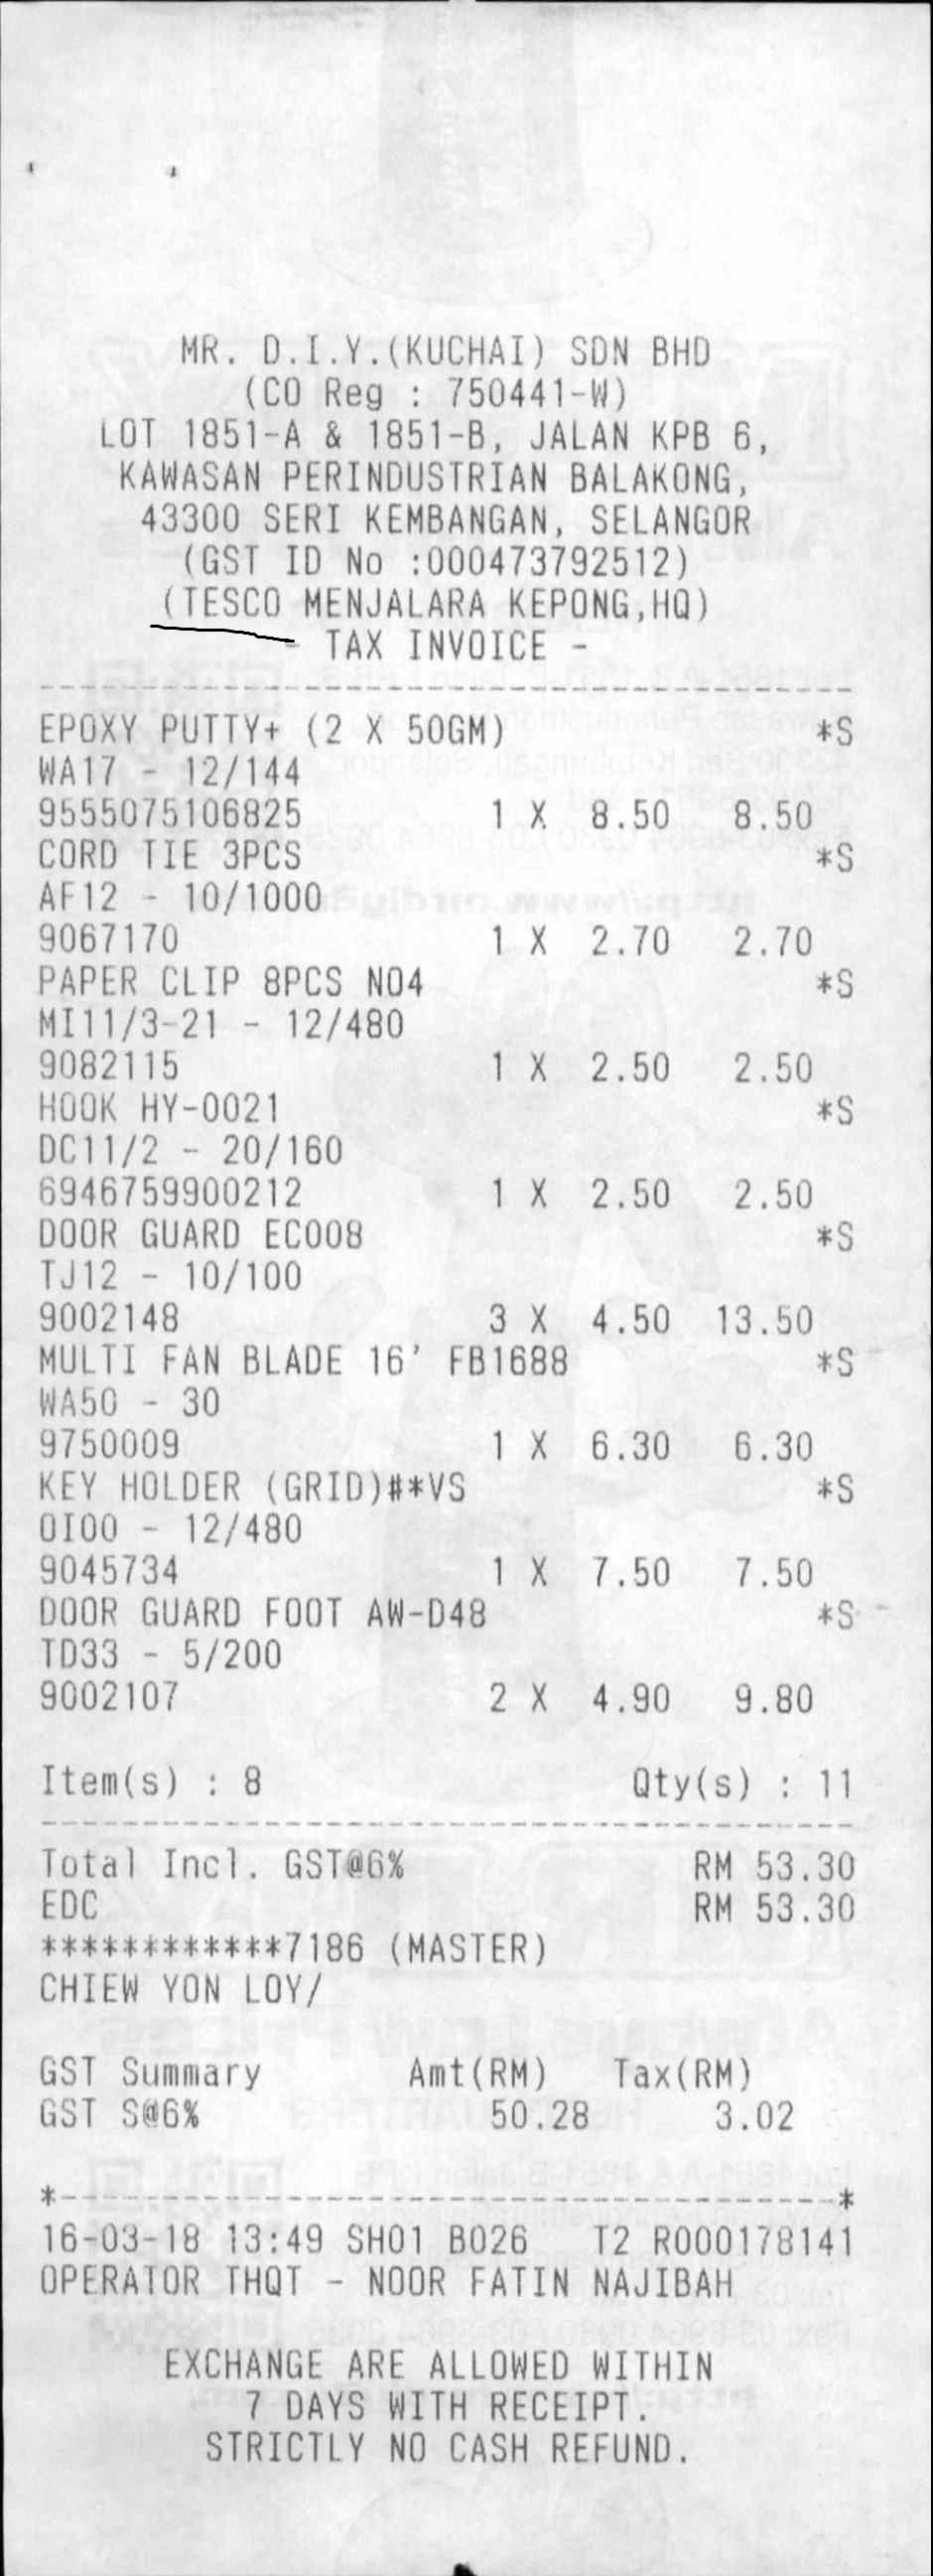 MR. D.I.Y.(KUCHAI) SDN BHD
(CO Reg : 750441-W)
LOT 1851-A & 1851-B, JALAN KPB 6,
KAWASAN PERINDUSTRIAN BALAKONG,
43300 SERI KEMBANGAN, SELANGOR
(GST ID No :000473792512)
(TESCO MENJALARA KEPONG,HQ)
- TAX INVOICE -
EPOXY PUTTY+ (2 X 50GM) *S
WA17 - 12/144
9555075106825 1 X 8.50 8.50
CORD TIE 3PCS *S
AF12 - 10/1000
9067170 1 X 2.70 2.70
PAPER CLIP 8PCS NO4 *S
MI11/3-21 - 12/480
9082115 1 X 2.50 2.50
HOOK HY-0021 *S
DC11/2 - 20/160
6946759900212 1 X 2.50 2.50
DOOR GUARD EC008 *S
TJ12 - 10/100
9002148 3 X 4.50 13.50
MULTI FAN BLADE 16' FB1688 *S
WA50 - 30
9750009 1 X 6.30 6.30
KEY HOLDER (GRID)#*VS *S
OI00 - 12/480
9045734 1 X 7.50 7.50
DOOR GUARD FOOT AW-D48 *S
TD33 - 5/200
9002107 2 X 4.90 9.80
Item(s) : 8 Qty(s) : 11
Total Incl. GST@6% RM 53.30
EDC RM 53.30
************7186 (MASTER)
CHIEW YON LOY/
GST Summary Amt(RM) Tax(RM)
GST S@6% 50.28 3.02
*--------------------------------------*
16-03-18 13:49 SH01 B026 T2 R000178141
OPERATOR THQT - NOOR FATIN NAJIBAH
EXCHANGE ARE ALLOWED WITHIN
7 DAYS WITH RECEIPT.
STRICTLY NO CASH REFUND.